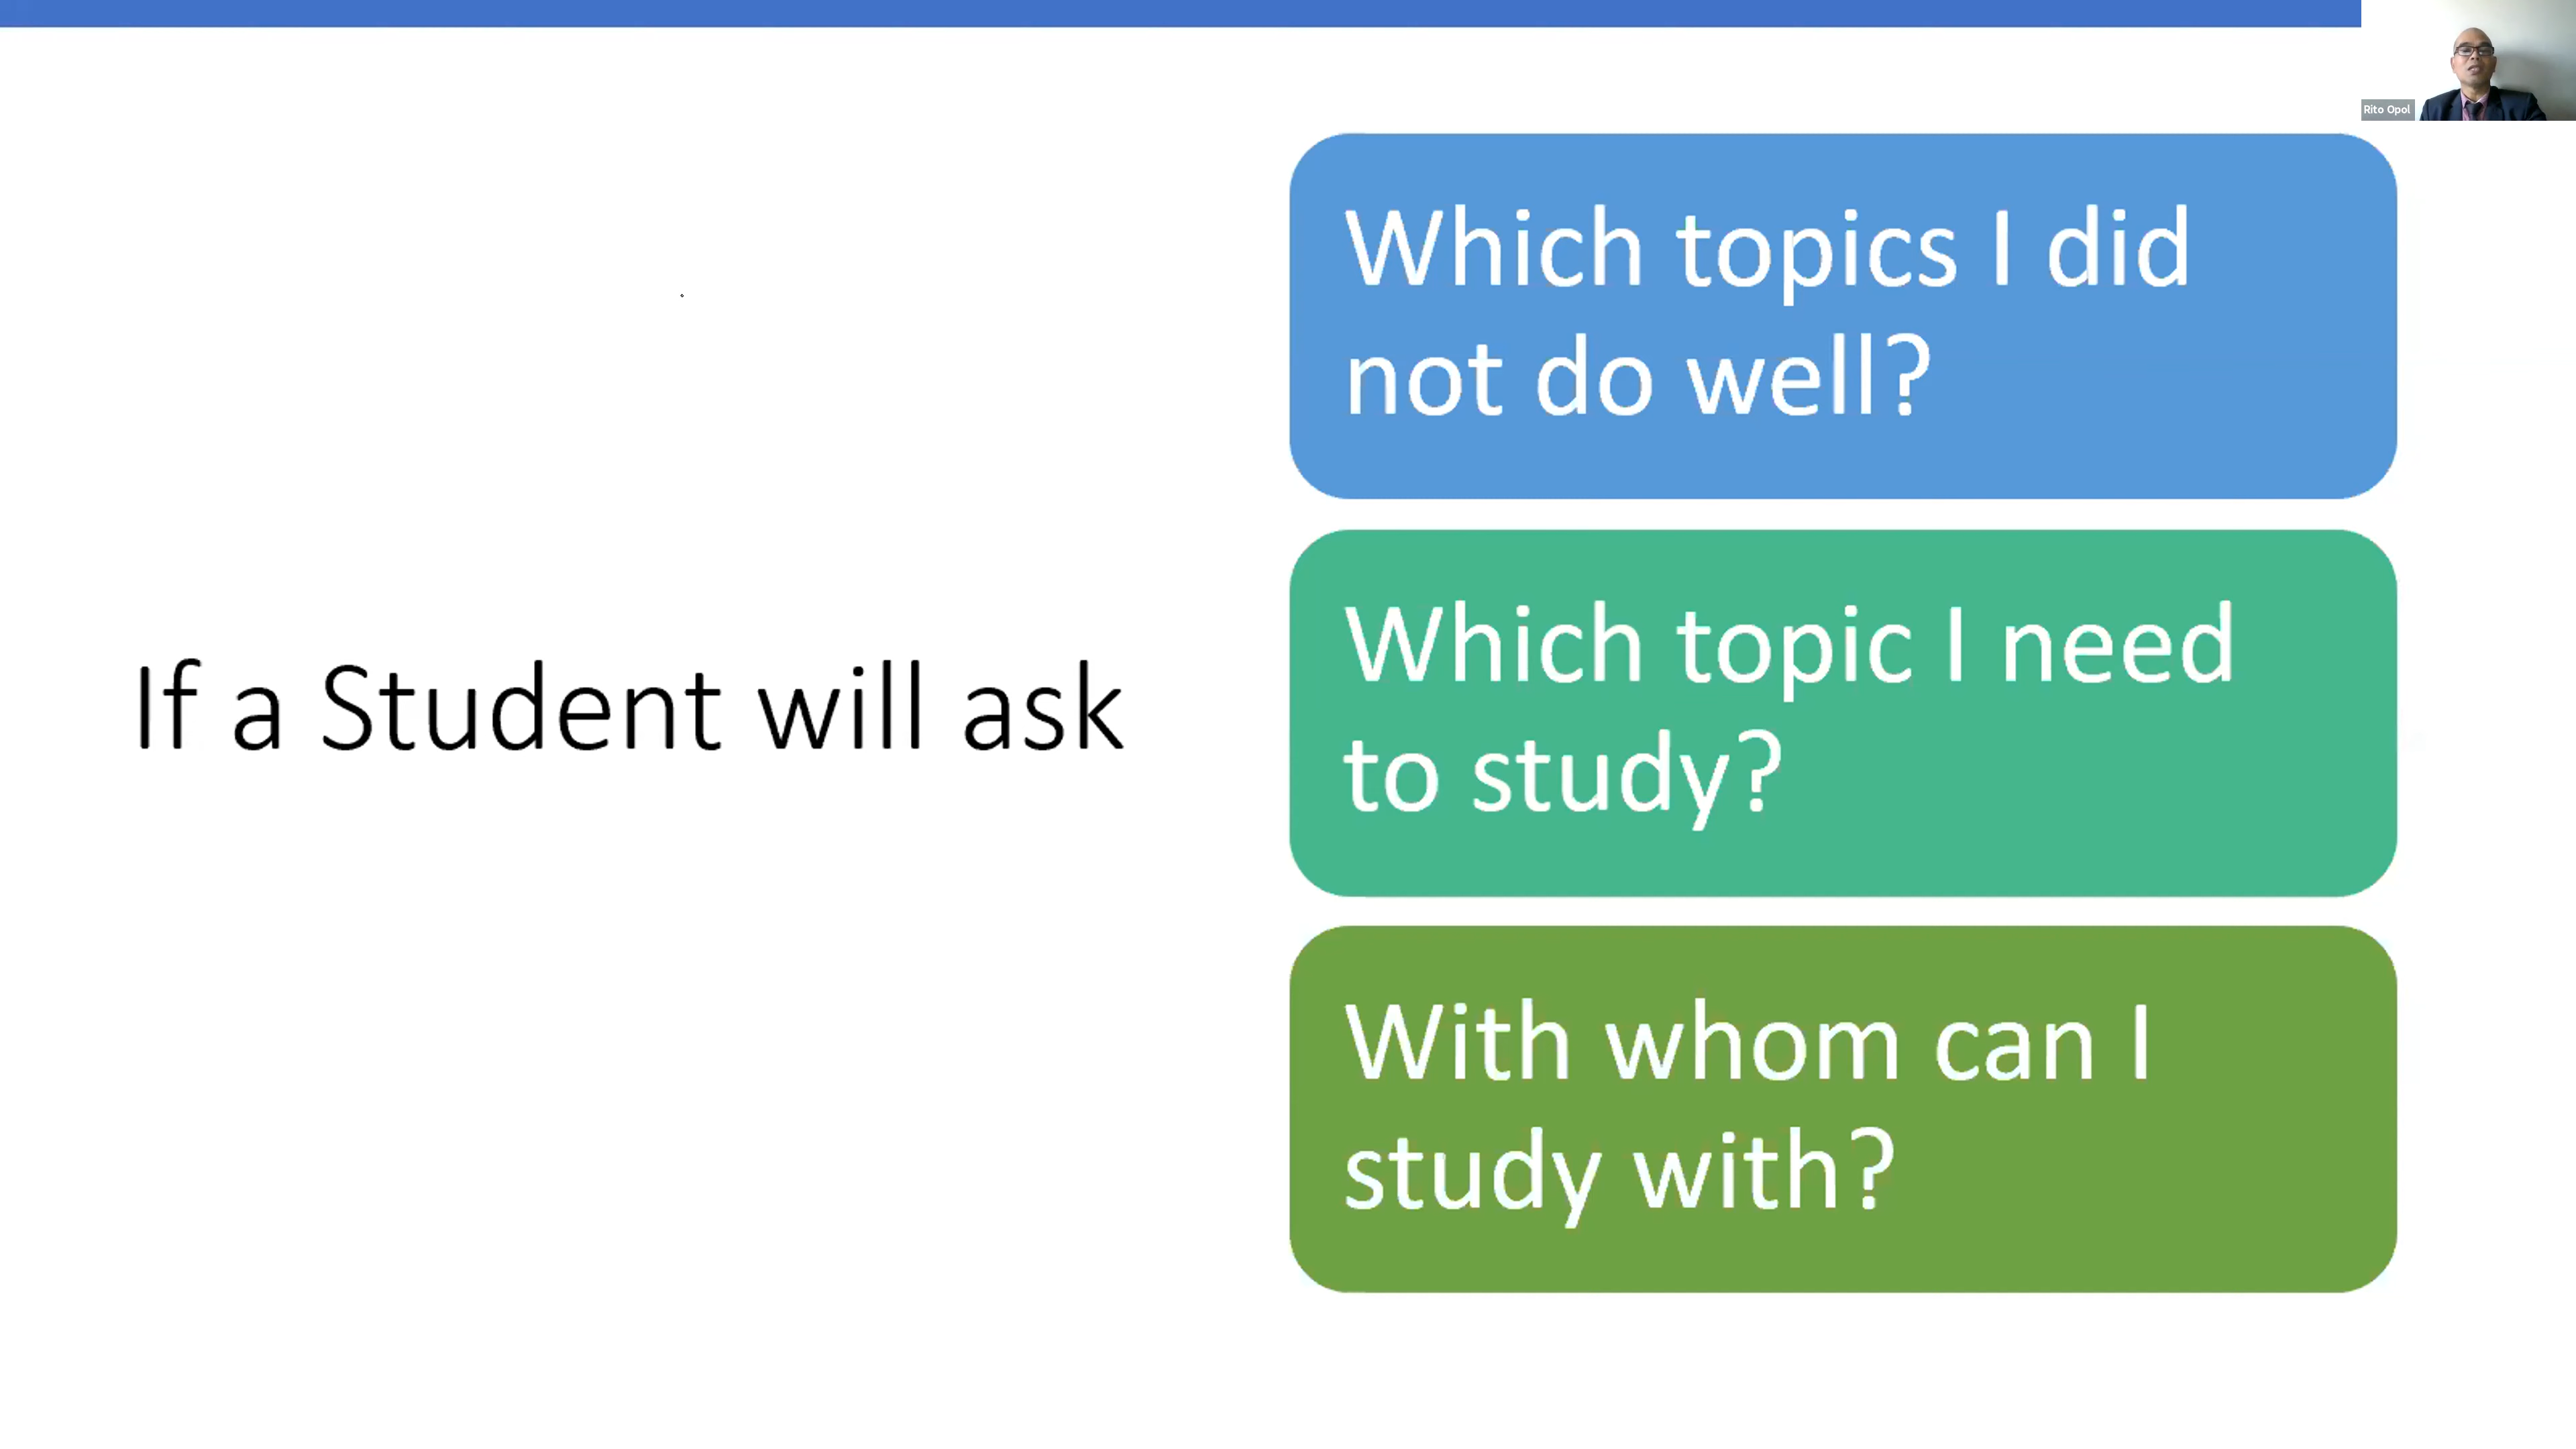 Rito Opol
If a Student will ask
Which topics I did
not do well?
Which topic I need
to study?
With whom can I
study with?